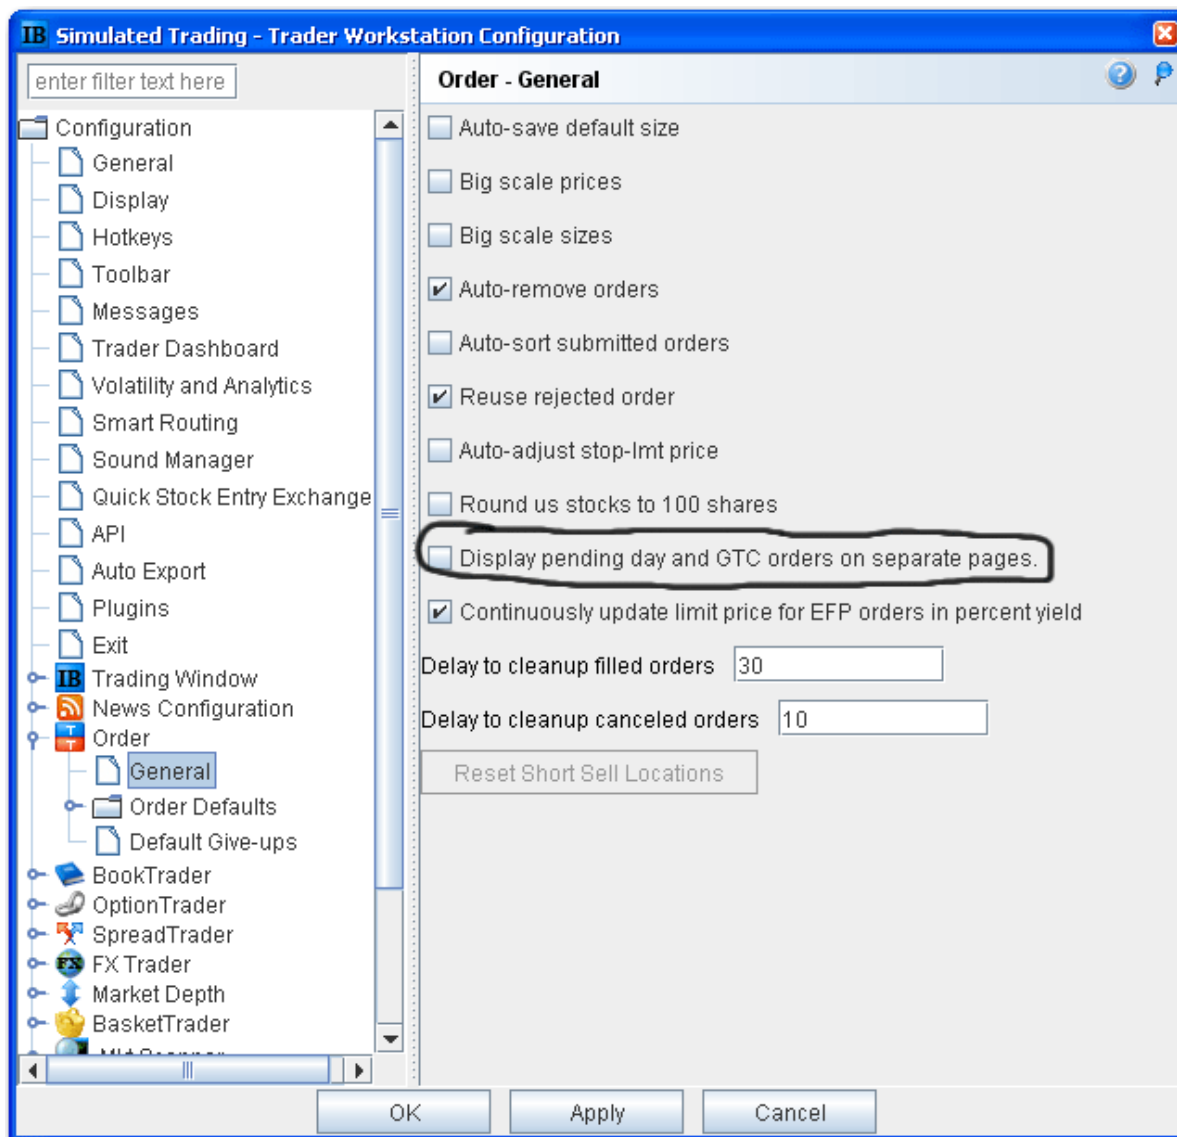 IB Simulated Trading - Trader Workstation Configuration
enter filter text here
Configuration
General
Display
Hotkeys
Toolbar
Messages
Trader Dashboard
Volatility and Analytics
Smart Routing
Sound Manager
Quick Stock Entry Exchange
API
Auto Export
Plugins
Exit
IB Trading Window
News Configuration
Order
General
Order Defaults
Default Give-ups
BookTrader
OptionTrader
SpreadTrader
FX FX Trader
Market Depth
BasketTrader
Order - General
Auto-save default size
Big scale prices
Big scale sizes
Auto-remove orders
Auto-sort submitted orders
Reuse rejected order
Auto-adjust stop-lmt price
Round us stocks to 100 shares
Display pending day and GTC orders on separate pages.
Continuously update limit price for EFP orders in percent yield
Delay to cleanup filled orders 30
Delay to cleanup canceled orders 10
Reset Short Sell Locations
OK Apply Cancel